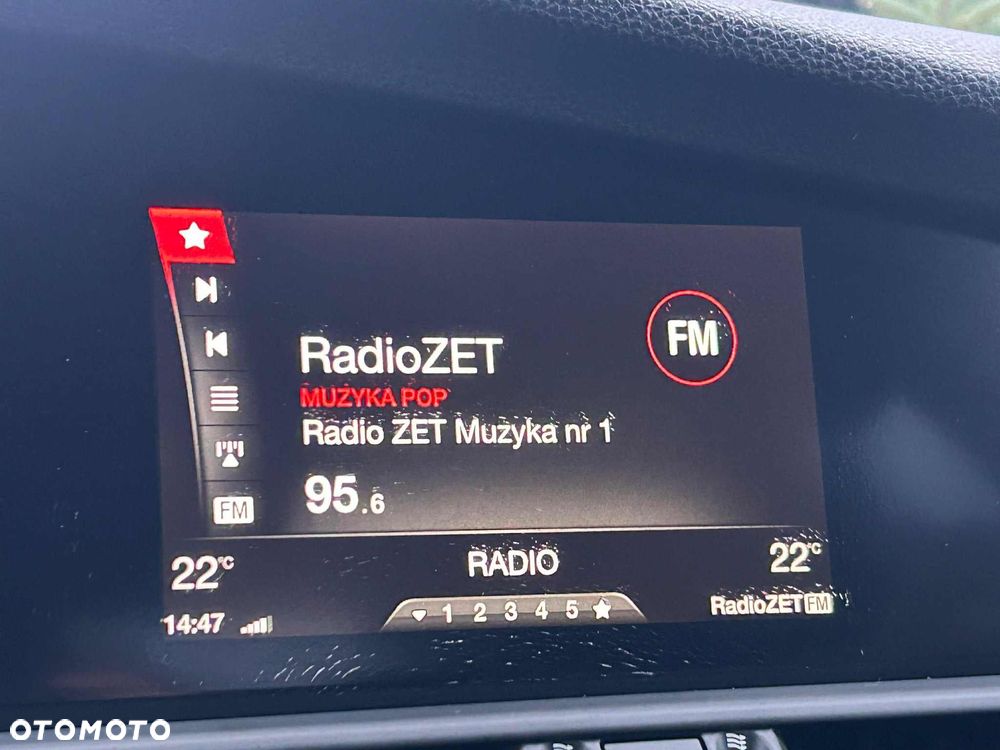 FM
RadioZET
MUZYKA POP
Radio ZET Muzyka nr 1
95.6
FM
22°C
RADIO
22°C
1 2 3 4 5
14:47
RadioZET FM
OTOMOTO